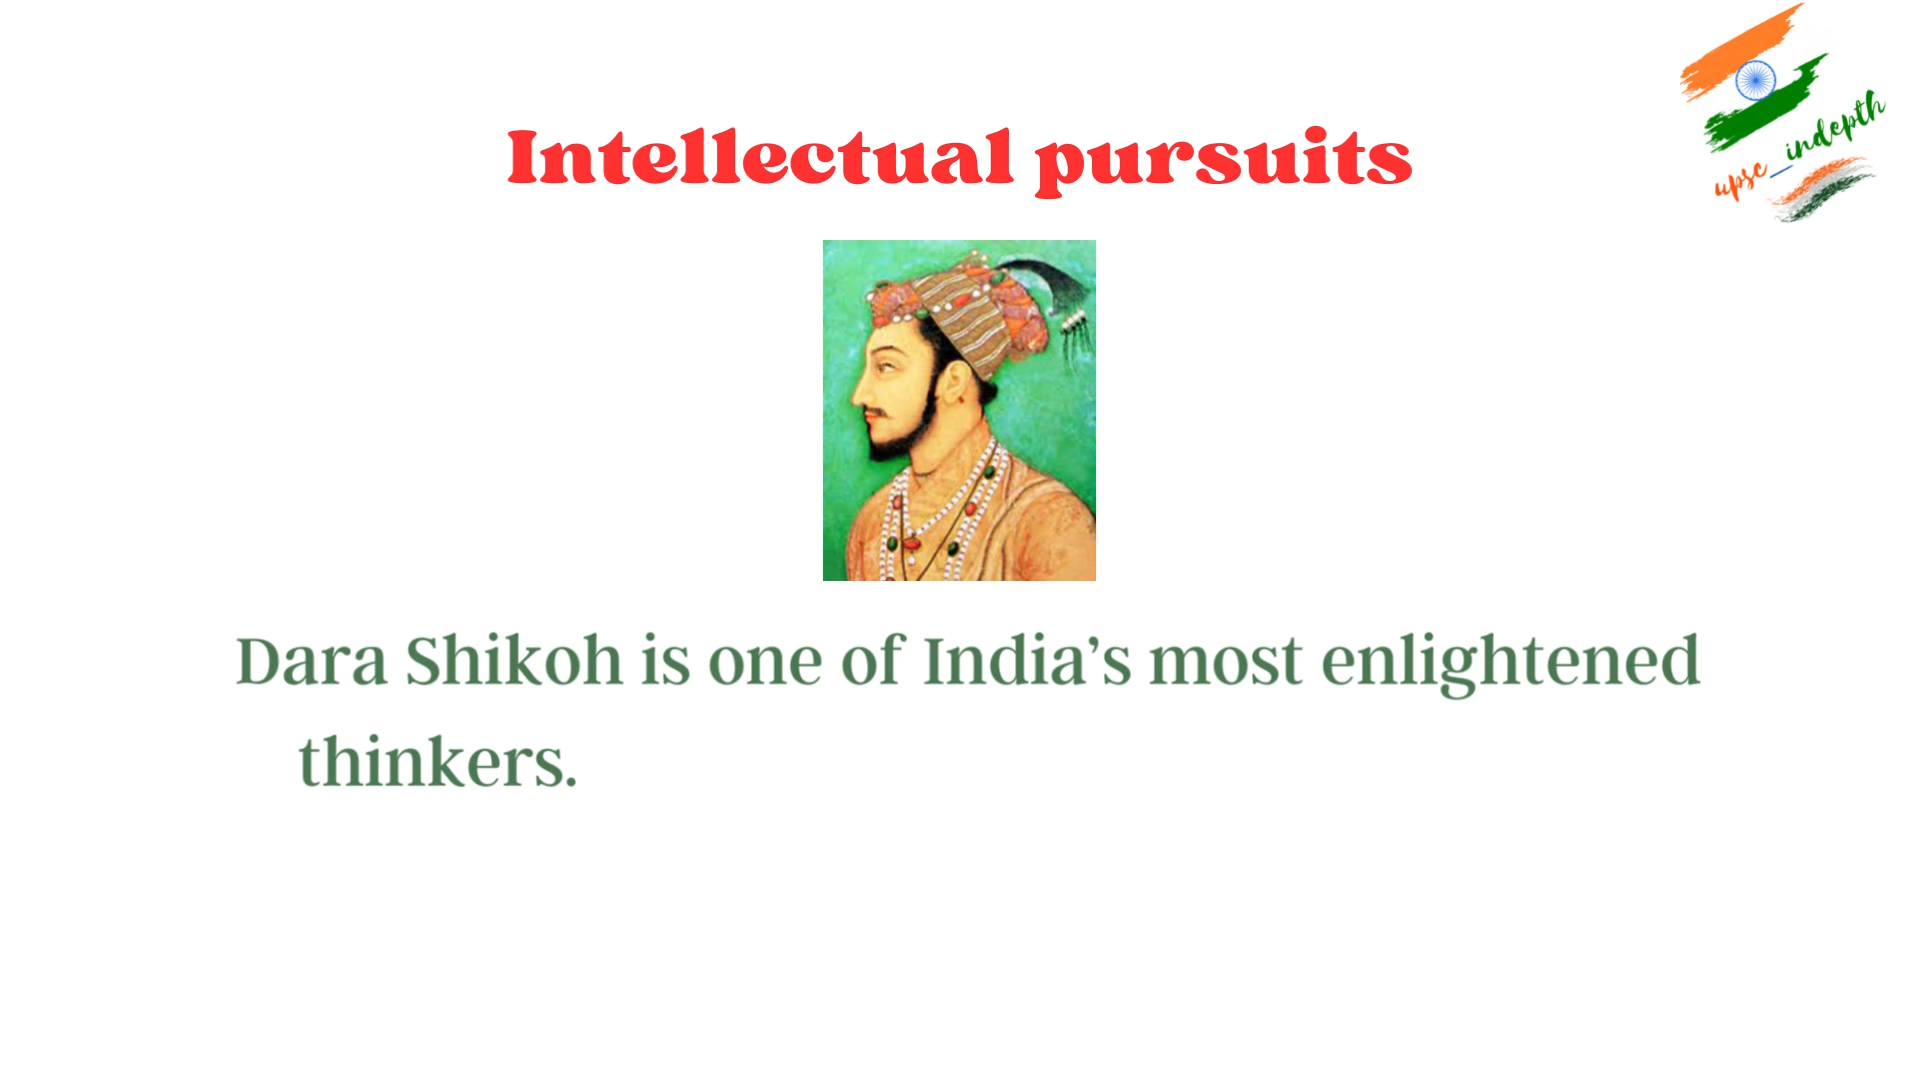 Intellectual pursuits
upsc_indepth
Dara Shikoh is one of India’s most enlightened
thinkers.